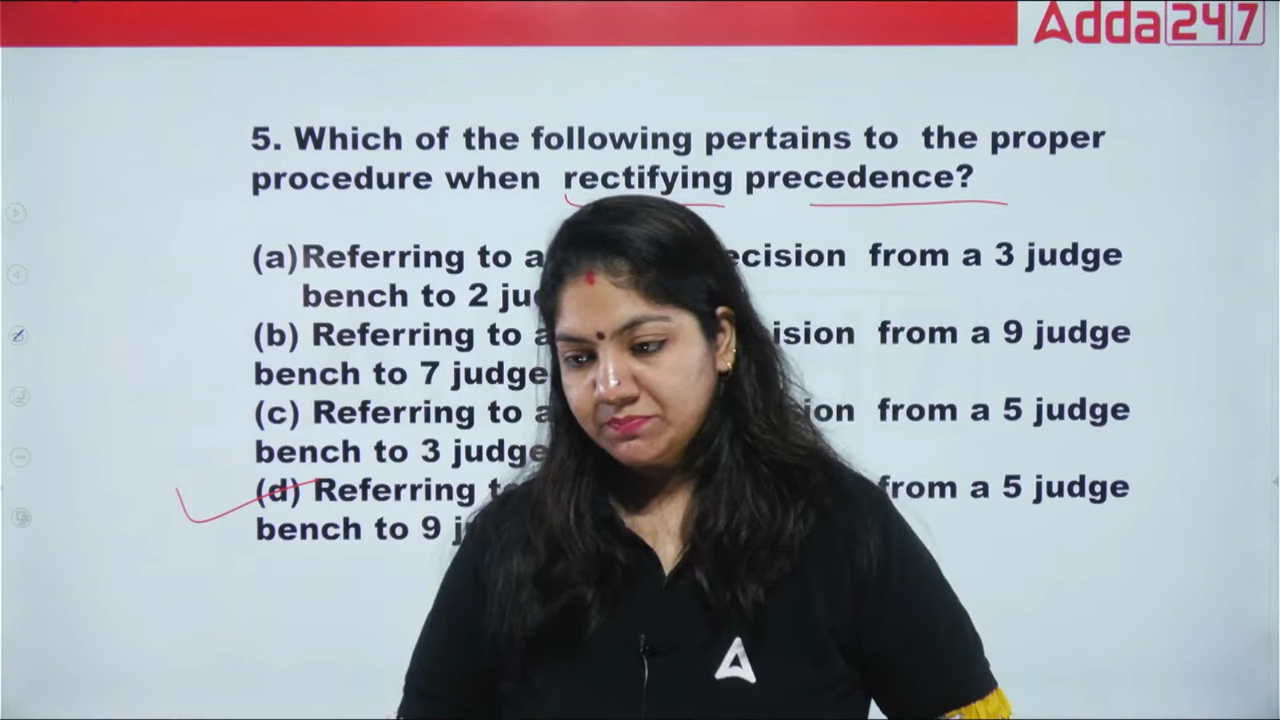 Adda 247
5. Which of the following pertains to the proper
procedure when rectifying precedence?
(a) Referring to a ecision from a 3 judge
bench to 2 ju
(b) Referring to a ision from a 9 judge
bench to 7 judge
(c) Referring to a ion from a 5 judge
bench to 3 judge
(d) Referring from a 5 judge
bench to 9